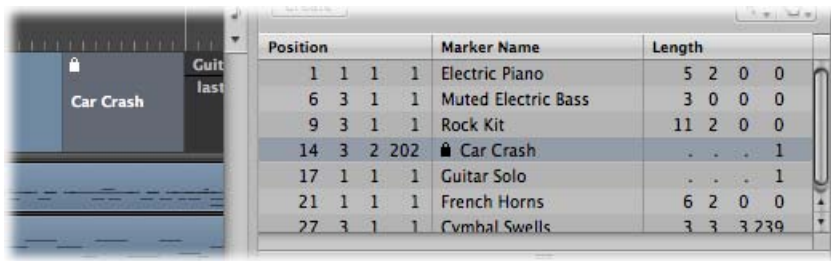 Create
Position Marker Name Length
Guit
last
Car Crash
1 1 1 1 Electric Piano 5 2 0 0
6 3 1 1 Muted Electric Bass 3 0 0 0
9 3 1 1 Rock Kit 11 2 0 0
14 3 2 202 Car Crash . . . 1
17 1 1 1 Guitar Solo . . . 1
21 1 1 1 French Horns 6 2 0 0
27 3 1 1 Cymbal Swells 3 3 3 239